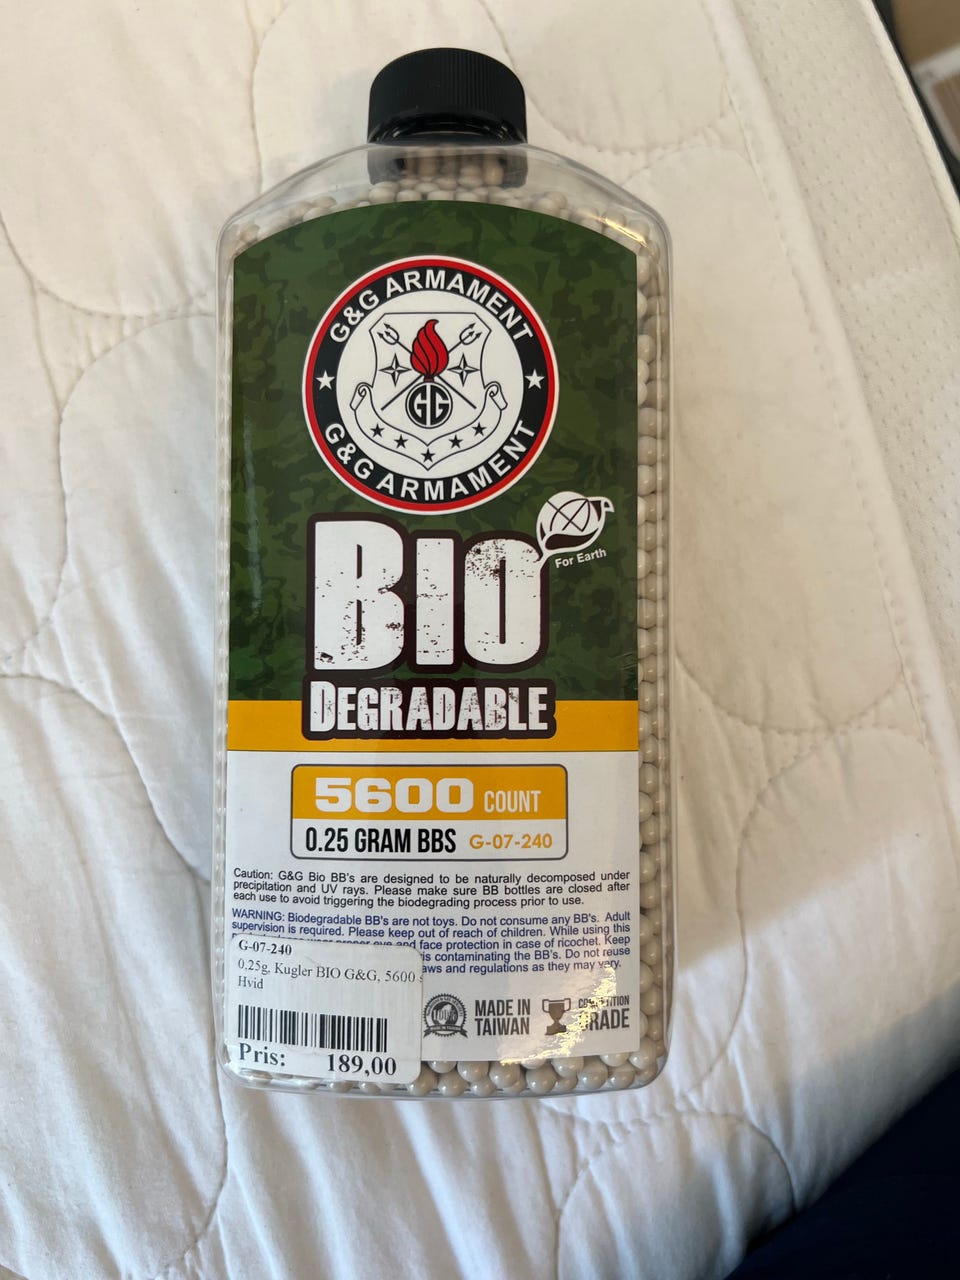 G&G ARMAMENT
GG
G&G ARMAMENT
BIO
For Earth
DEGRADABLE
5600 COUNT
0.25 GRAM BBS G-07-240
Caution: G&G Bio BB's are designed to be naturally decomposed under
precipitation and UV rays. Please make sure BB bottles are closed after
each use to avoid triggering the biodegrading process prior to use.
WARNING: Biodegradable BB's are not toys. Do not consume any BB's. Adult
supervision is required. Please keep out of reach of children. While using this
and face protection in case of ricochet. Keep
is contaminating the BB's. Do not reuse
aws and regulations as they may vary.
G-07-240
0,25g, Kugler BIO G&G, 5600 s
Hvid
Pris: 189,00
MADE IN
TAIWAN